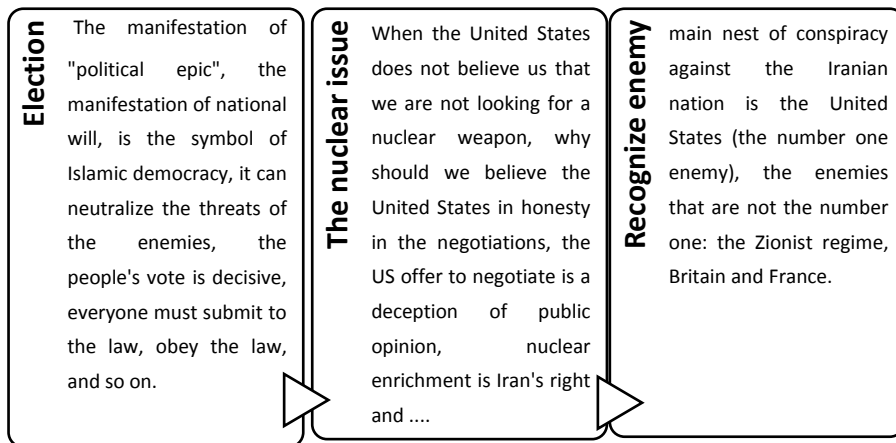 Election
The manifestation of
"political epic", the
manifestation of national
will, is the symbol of
Islamic democracy, it can
neutralize the threats of
the enemies, the
people's vote is decisive,
everyone must submit to
the law, obey the law,
and so on.
The nuclear issue
When the United States
does not believe us that
we are not looking for a
nuclear weapon, why
should we believe the
United States in honesty
in the negotiations, the
US offer to negotiate is a
deception of public
opinion, nuclear
enrichment is Iran's right
and ....
Recognize enemy
main nest of conspiracy
against the Iranian
nation is the United
States (the number one
enemy), the enemies
that are not the number
one: the Zionist regime,
Britain and France.